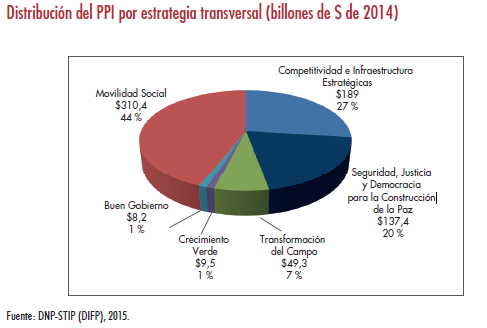 Distribución del PPI por estrategia transversal (billones de $ de 2014)
Movilidad Social
$310,4
44 %
Competitividad e Infraestructura
Estratégicas
$189
27 %
Seguridad, Justicia
y Democracia
para la Construcción
de la Paz
$137,4
20 %
Transformación
del Campo
$49,3
7 %
Crecimiento
Verde
$9,5
1 %
Buen Gobierno
$8,2
1 %
Fuente: DNP-STIP (DIFP), 2015.